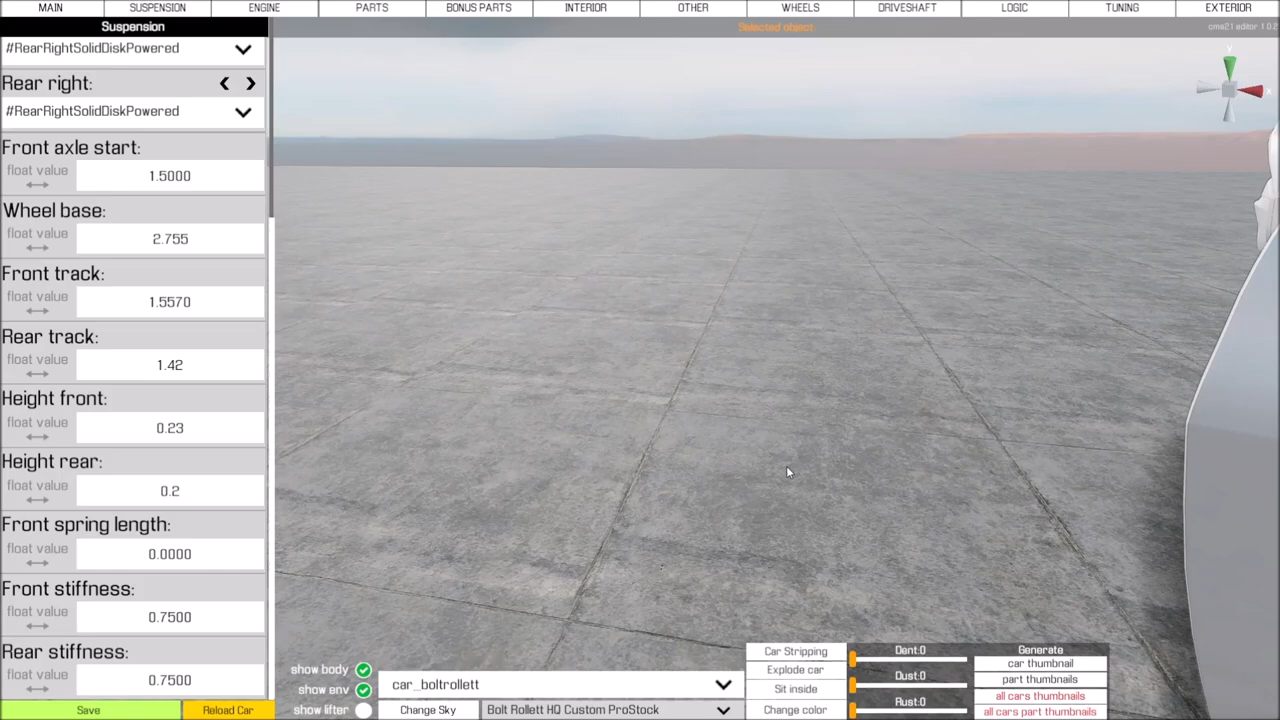 MAIN SUSPENSION ENGINE PARTS BONUS PARTS INTERIOR OTHER WHEELS DRIVESHAFT LOGIC TUNING EXTERIOR
Suspension
Selected object
cms21 editor 1.0.
#RearRightSolidDiskPowered
Rear right:
#RearRightSolidDiskPowered
Front axle start:
float value 1.5000
Wheel base:
float value 2.755
Front track:
float value 1.5570
Rear track:
float value 1.42
Height front:
float value 0.23
Height rear:
float value 0.2
Front spring length:
float value 0.0000
Front stiffness:
float value 0.7500
Rear stiffness:
float value 0.7500
Save Reload Car
show body
show env
show lifter
car_boltrollett
Change Sky
Bolt Rollett HQ Custom ProStock
Car Stripping
Explode car
Sit inside
Change color
Dent:0
Dust:0
Rust:0
Generate
car thumbnail
part thumbnails
all cars thumbnails
all cars part thumbnails
y
x